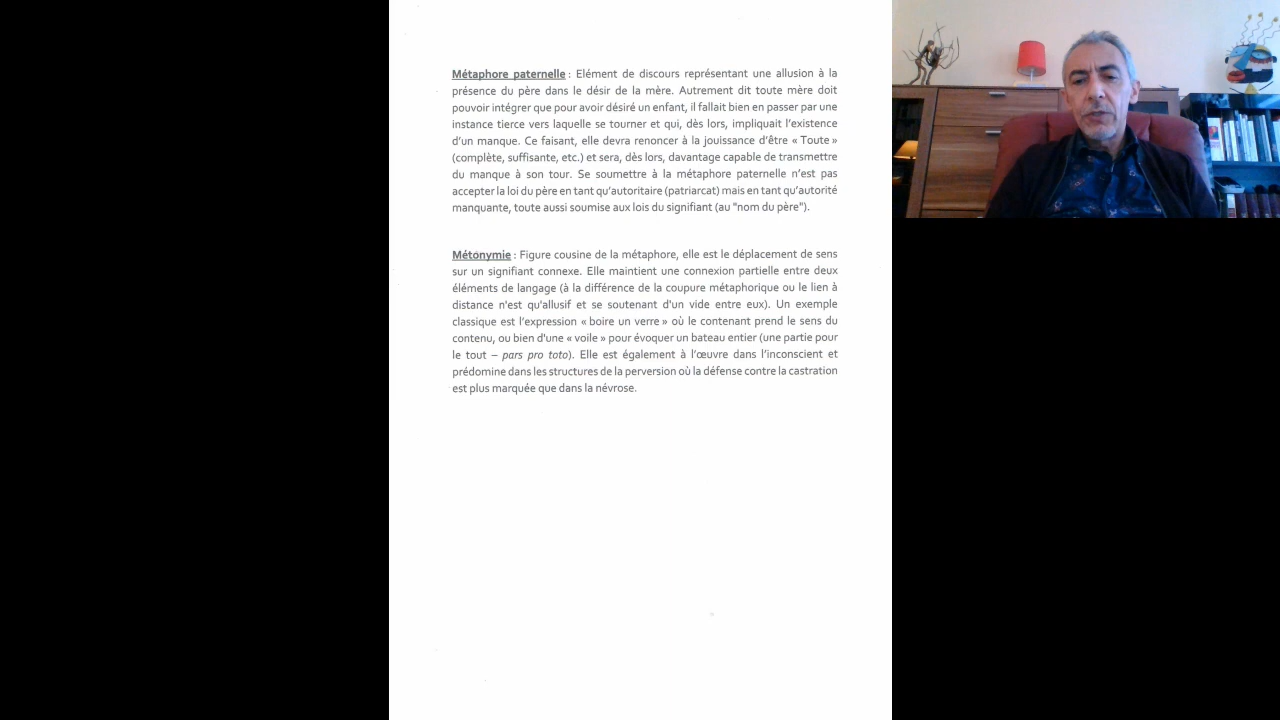 Métaphore paternelle : Elément de discours représentant une allusion à la
présence du père dans le désir de la mère. Autrement dit toute mère doit
pouvoir intégrer que pour avoir désiré un enfant, il fallait bien en passer par une
instance tierce vers laquelle se tourner et qui, dès lors, impliquait l’existence
d’un manque. Ce faisant, elle devra renoncer à la jouissance d’être « Toute »
(complète, suffisante, etc.) et sera, dès lors, davantage capable de transmettre
du manque à son tour. Se soumettre à la métaphore paternelle n’est pas
accepter la loi du père en tant qu’autoritaire (patriarcat) mais en tant qu’autorité
manquante, toute aussi soumise aux lois du signifiant (au "nom du père").
Métonymie : Figure cousine de la métaphore, elle est le déplacement de sens
sur un signifiant connexe. Elle maintient une connexion partielle entre deux
éléments de langage (à la différence de la coupure métaphorique ou le lien à
distance n'est qu'allusif et se soutenant d'un vide entre eux). Un exemple
classique est l’expression « boire un verre » où le contenant prend le sens du
contenu, ou bien d'une « voile » pour évoquer un bateau entier (une partie pour
le tout – pars pro toto). Elle est également à l’œuvre dans l’inconscient et
prédomine dans les structures de la perversion où la défense contre la castration
est plus marquée que dans la névrose.